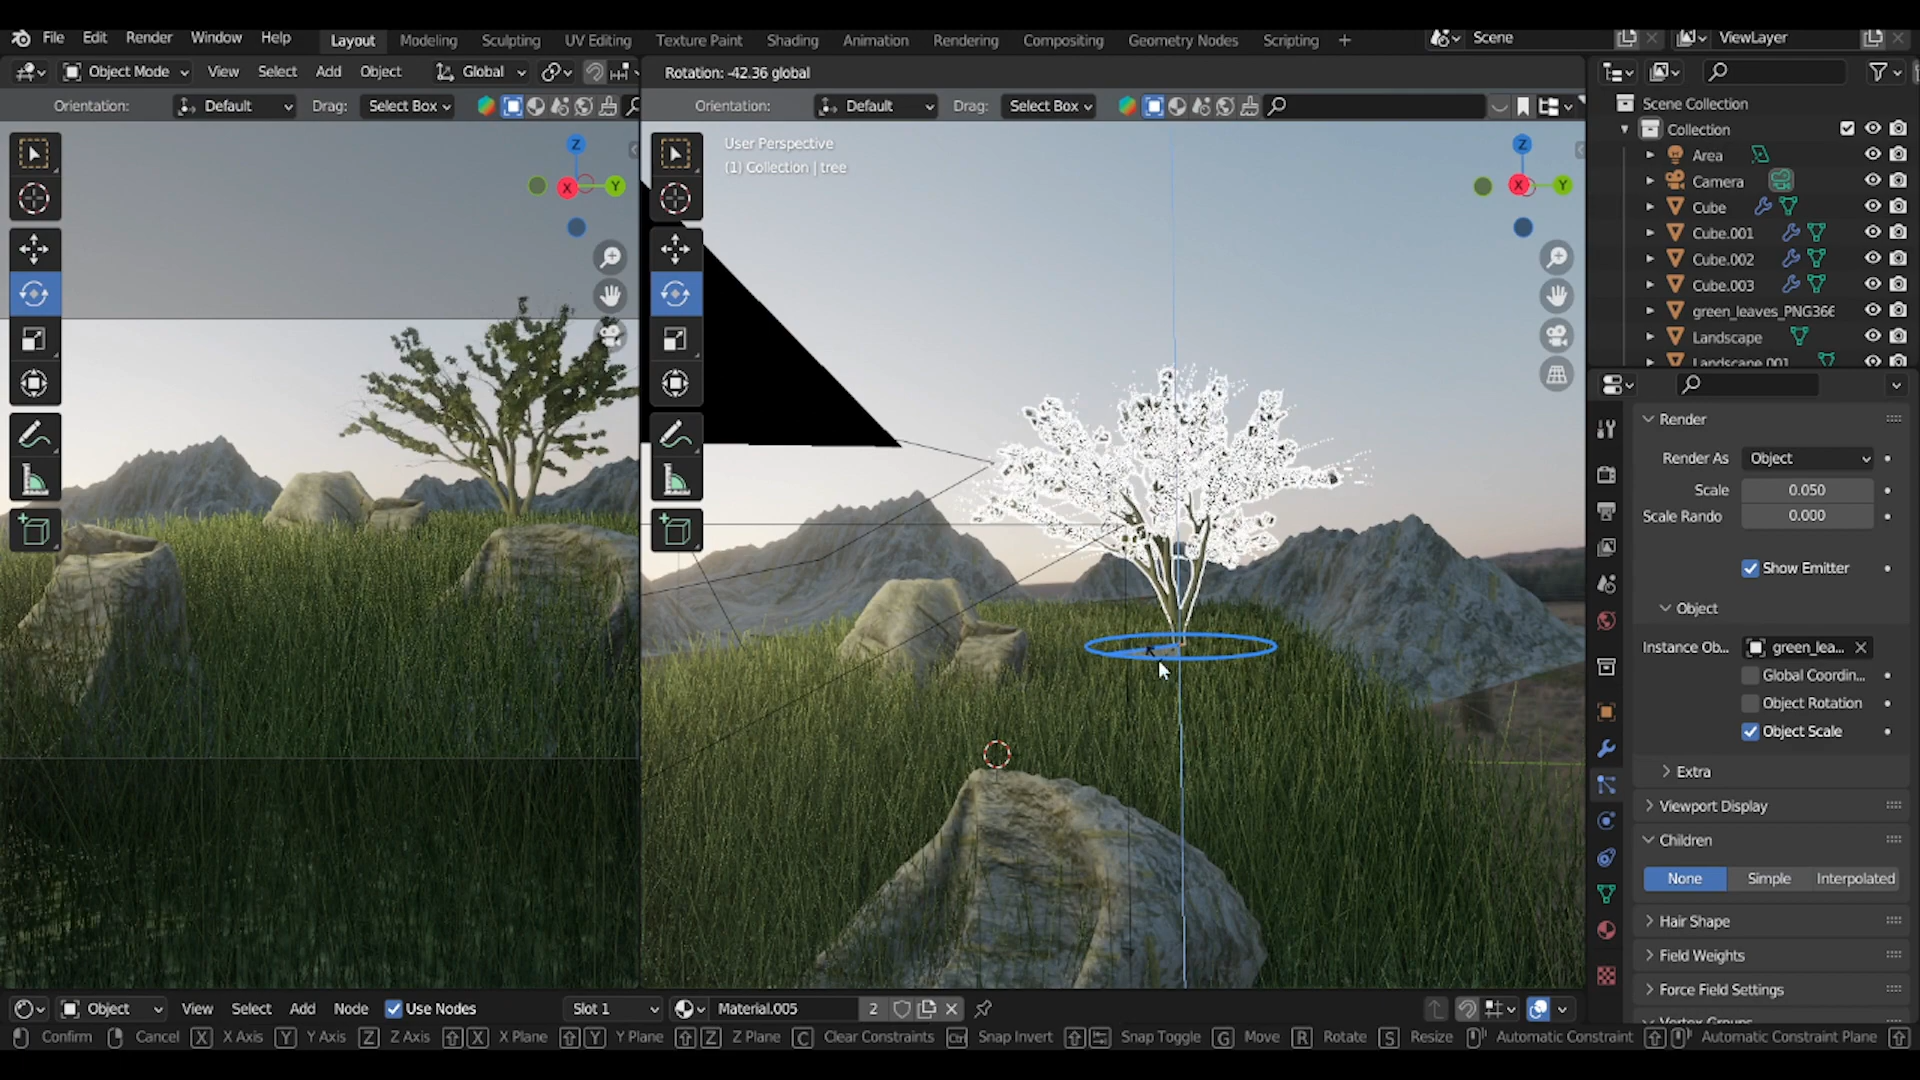 File Edit Render Window Help Layout Modeling Sculpting UV Editing Texture Paint Shading Animation Rendering Compositing Geometry Nodes Scripting + Scene ViewLayer
Object Mode View Select Add Object Global Rotation: -42.36 global
Orientation: Default Drag: Select Box Orientation: Default Drag: Select Box
Scene Collection
Collection
Area
Camera
Cube
Cube.001
Cube.002
Cube.003
green_leaves_PNG366
Landscape
Landscape.001
User Perspective
(1) Collection | tree
Z
X
Y
Z
X
Y
Render
Render As Object
Scale 0.050
Scale Rando 0.000
Show Emitter
Object
Instance Ob... green_lea...
Global Coordin...
Object Rotation
Object Scale
Extra
Viewport Display
Children
None Simple Interpolated
Hair Shape
Field Weights
Force Field Settings
Vertex Groups
Object View Select Add Node Use Nodes Slot 1 Material.005 2
Confirm Cancel X X Axis Y Y Axis Z Z Axis X X Plane Y Y Plane Z Z Plane C Clear Constraints Ctrl Snap Invert Snap Toggle G Move R Rotate S Resize Automatic Constraint Automatic Constraint Plane